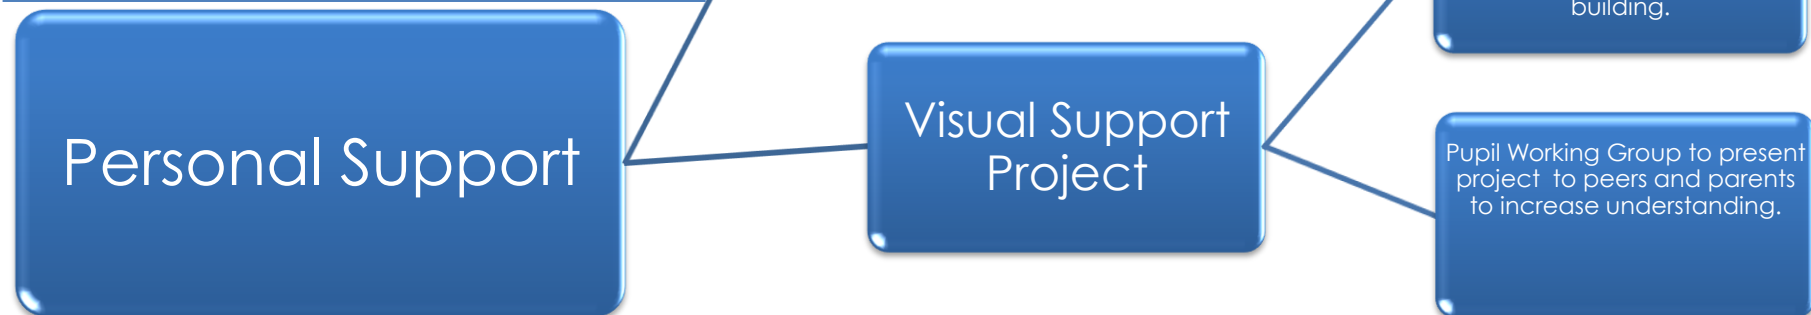 building.
Personal Support
Visual Support
Project
Pupil Working Group to present
project to peers and parents
to increase understanding.